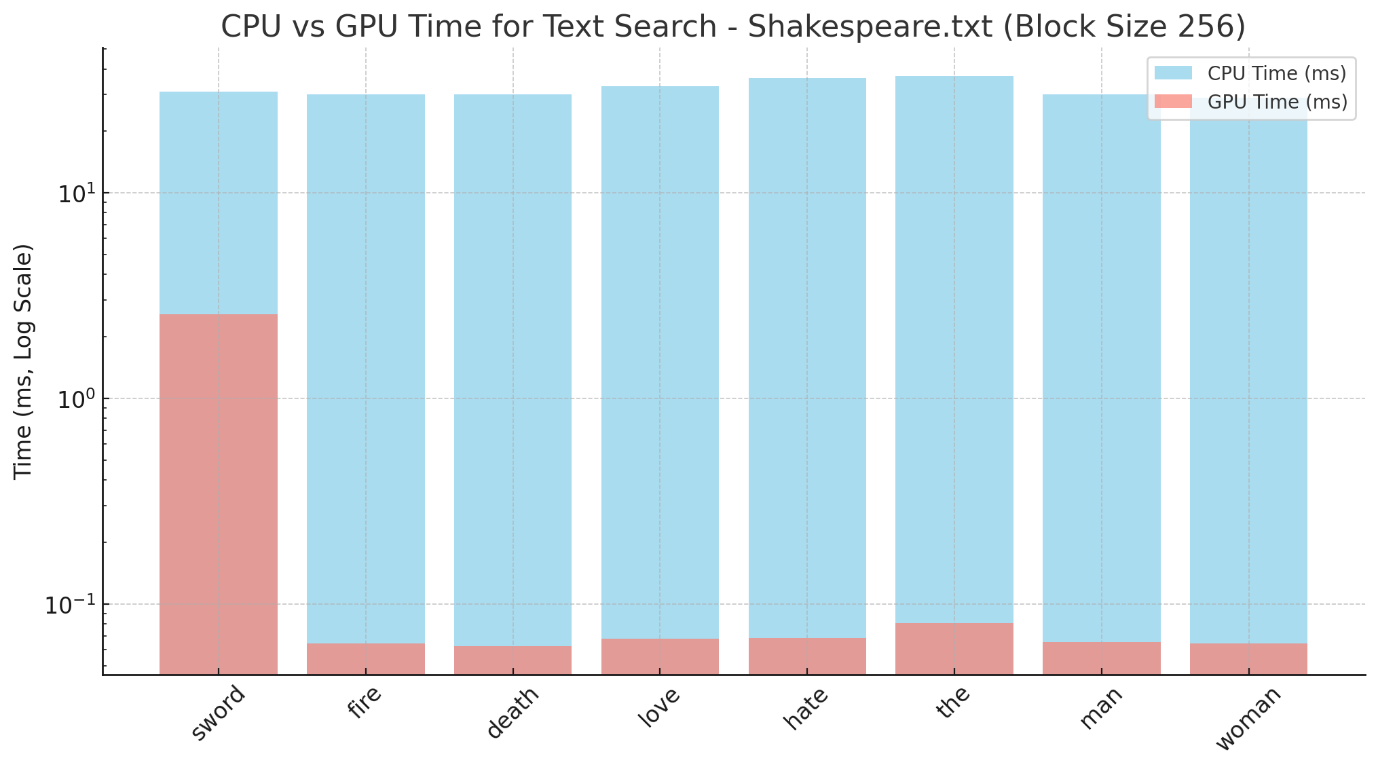 CPU vs GPU Time for Text Search - Shakespeare.txt (Block Size 256)
CPU Time (ms)
GPU Time (ms)
Time (ms, Log Scale)
10¹
10⁰
10⁻¹
sword
fire
death
love
hate
the
man
woman